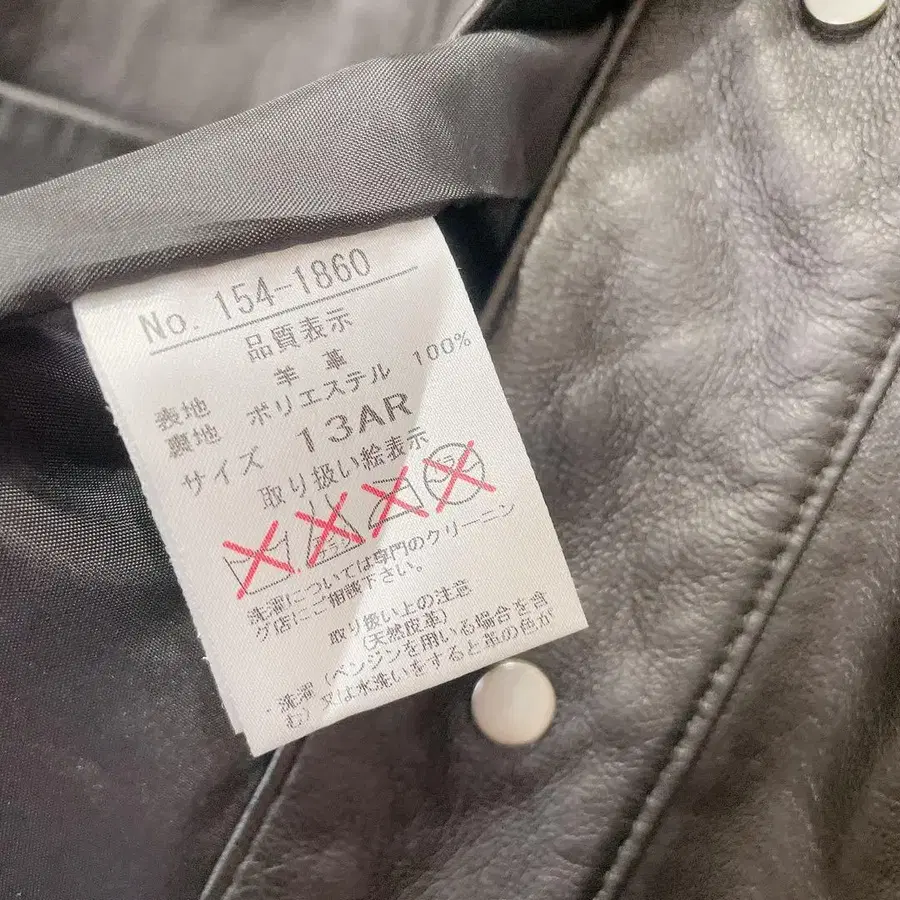 No. 154-1860
品質表示
表地 羊革
裏地 ポリエステル 100%
サイズ 13AR
取り扱い絵表示
洗濯については専門のクリーニン
グ店にご相談下さい。
取り扱い上の注意
(天然皮革)
・洗濯(ベンジンを用いる場合を含
む)又は水洗いをすると革の色が